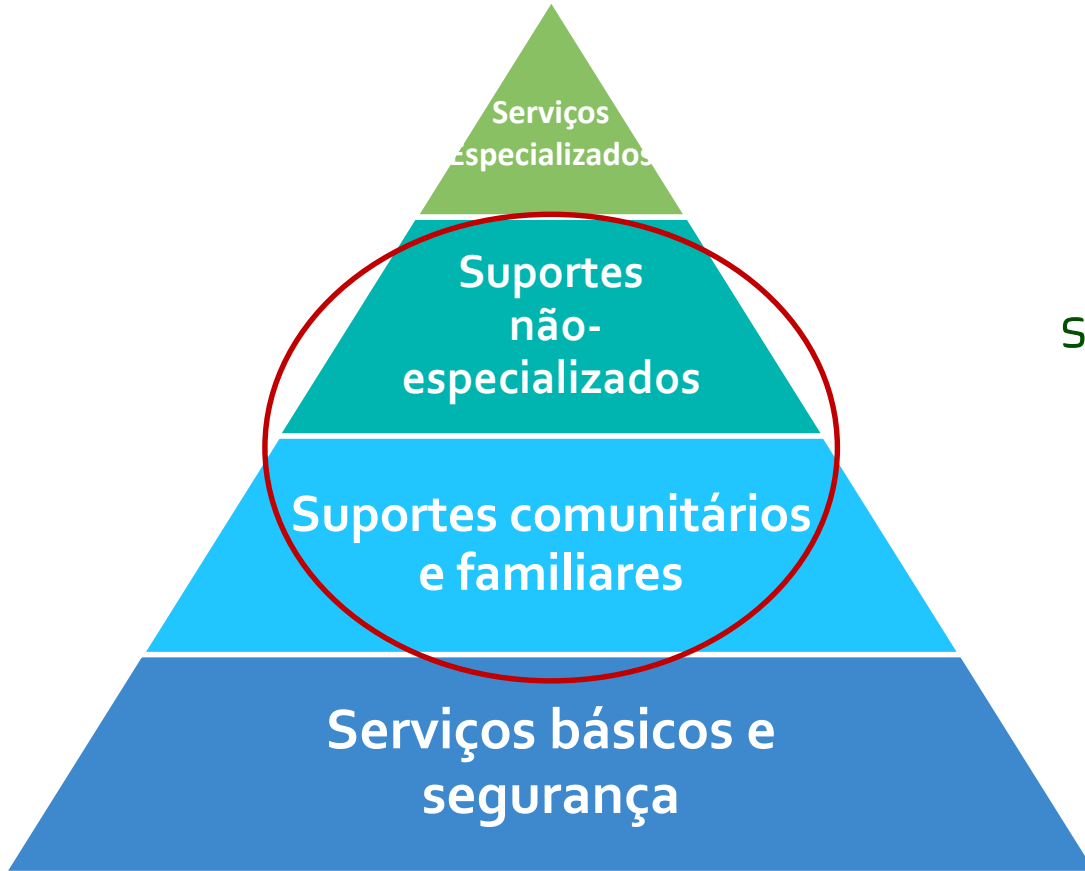 Serviços
Especializados
Suportes
não-
especializados
S
Suportes comunitários
e familiares
Serviços básicos e
segurança